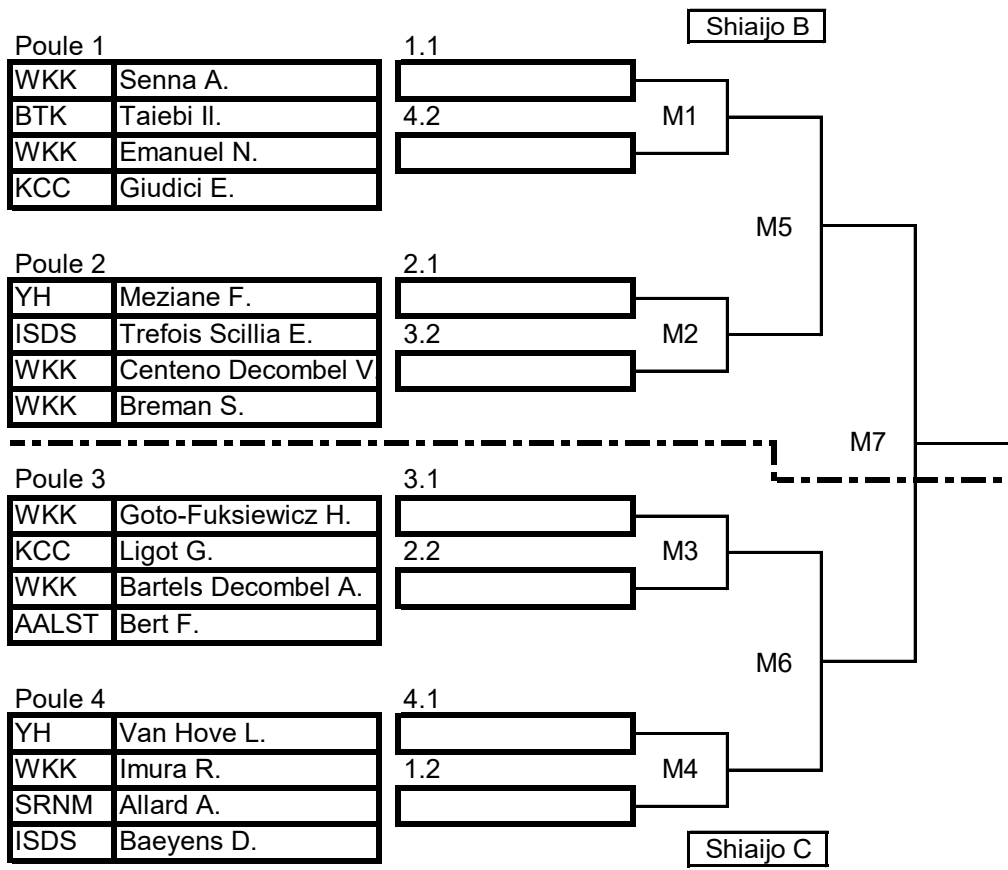 Shiaijo B
Poule 1 1.1
WKK Senna A.
BTK Taiebi Il. 4.2 M1
WKK Emanuel N.
KCC Giudici E.
M5
Poule 2 2.1
YH Meziane F.
ISDS Trefois Scillia E. 3.2 M2
WKK Centeno Decombel V.
WKK Breman S.
M7
Poule 3 3.1
WKK Goto-Fuksiewicz H.
KCC Ligot G. 2.2 M3
WKK Bartels Decombel A.
AALST Bert F.
M6
Poule 4 4.1
YH Van Hove L.
WKK Imura R. 1.2 M4
SRNM Allard A.
ISDS Baeyens D.
Shiaijo C